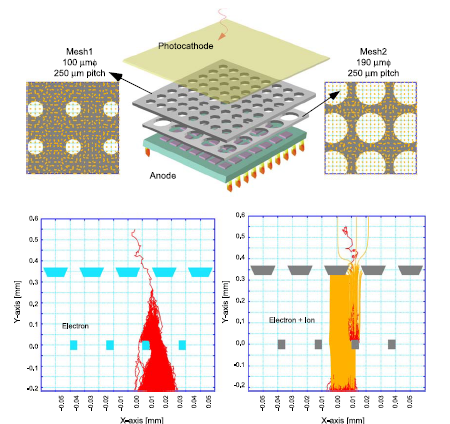 Photocathode
Mesh1
100 μmφ
250 μm pitch
Mesh2
190 μmφ
250 μm pitch
Anode
0.6
0.5
0.4
0.3
0.2
0.1
0.0
-0.1
-0.2
Y-axis [mm]
Electron
-0.05
-0.04
-0.03
-0.02
-0.01
0.00
0.01
0.02
0.03
0.04
0.05
X-axis [mm]
0.6
0.5
0.4
0.3
0.2
0.1
0.0
-0.1
-0.2
Y-axis [mm]
Electron + Ion
-0.05
-0.04
-0.03
-0.02
-0.01
0.00
0.01
0.02
0.03
0.04
0.05
X-axis [mm]